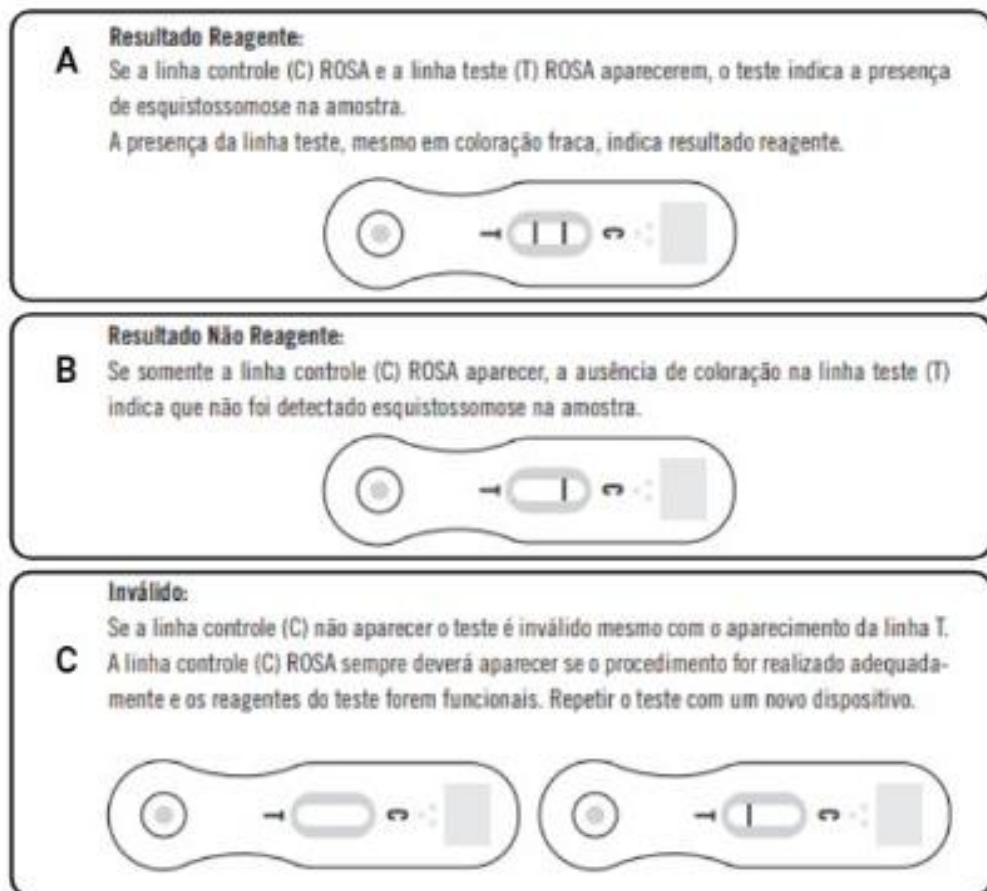 A
Resultado Reagente:
Se a linha controle (C) ROSA e a linha teste (T) ROSA aparecerem, o teste indica a presença
de esquistossomose na amostra.
A presença da linha teste, mesmo em coloração fraca, indica resultado reagente.
T C
B
Resultado Não Reagente:
Se somente a linha controle (C) ROSA aparecer, a ausência de coloração na linha teste (T)
indica que não foi detectado esquistossomose na amostra.
T C
C
Inválido:
Se a linha controle (C) não aparecer o teste é inválido mesmo com o aparecimento da linha T.
A linha controle (C) ROSA sempre deverá aparecer se o procedimento for realizado adequada-
mente e os reagentes do teste forem funcionais. Repetir o teste com um novo dispositivo.
T C T C